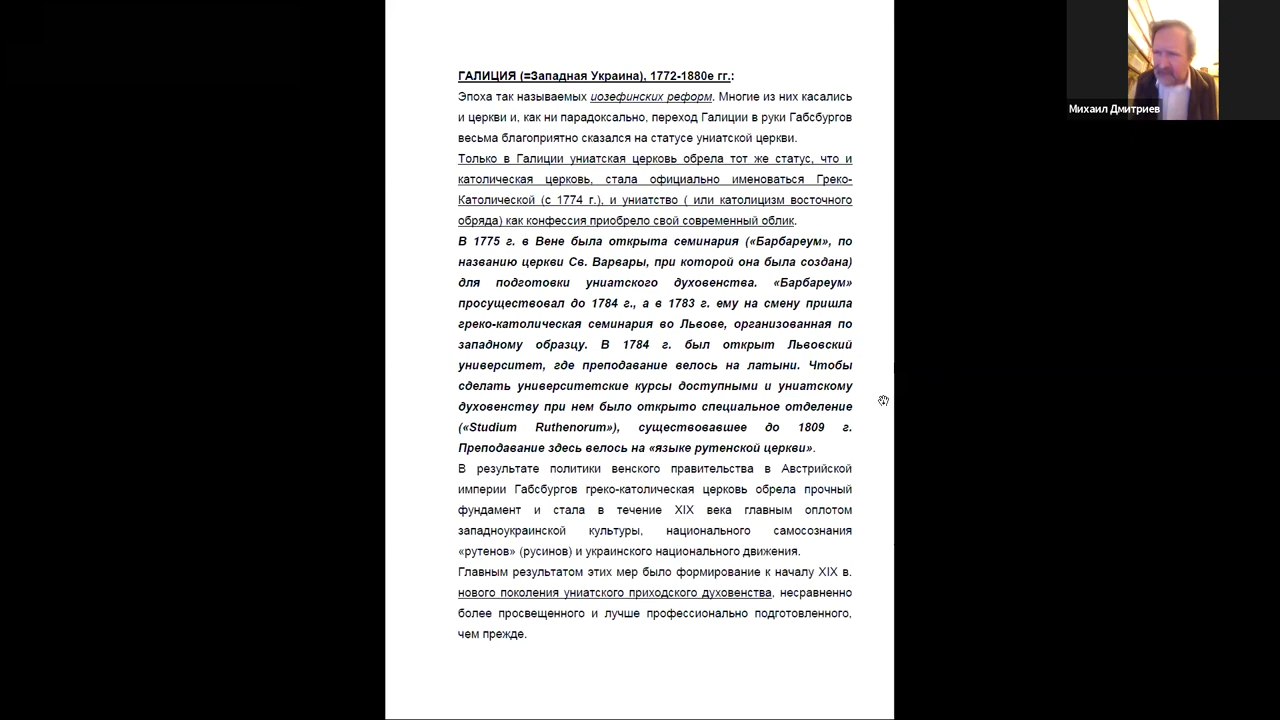 ГАЛИЦИЯ (=Западная Украина), 1772-1880е гг.:
Эпоха так называемых иозефинских реформ. Многие из них касались
и церкви и, как ни парадоксально, переход Галиции в руки Габсбургов
весьма благоприятно сказался на статусе униатской церкви.
Только в Галиции униатская церковь обрела тот же статус, что и
католическая церковь, стала официально именоваться Греко-
Католической (с 1774 г.), и униатство ( или католицизм восточного
обряда) как конфессия приобрело свой современный облик.
В 1775 г. в Вене была открыта семинария («Барбареум», по
названию церкви Св. Варвары, при которой она была создана)
для подготовки униатского духовенства. «Барбареум»
просуществовал до 1784 г., а в 1783 г. ему на смену пришла
греко-католическая семинария во Львове, организованная по
западному образцу. В 1784 г. был открыт Львовский
университет, где преподавание велось на латыни. Чтобы
сделать университетские курсы доступными и униатскому
духовенству при нем было открыто специальное отделение
(«Studium Ruthenorum»), существовавшее до 1809 г.
Преподавание здесь велось на «языке рутенской церкви».
В результате политики венского правительства в Австрийской
империи Габсбургов греко-католическая церковь обрела прочный
фундамент и стала в течение XIX века главным оплотом
западноукраинской культуры, национального самосознания
«рутенов» (русинов) и украинского национального движения.
Главным результатом этих мер было формирование к началу XIX в.
нового поколения униатского приходского духовенства, несравненно
более просвещенного и лучше профессионально подготовленного,
чем прежде.
Михаил Дмитриев